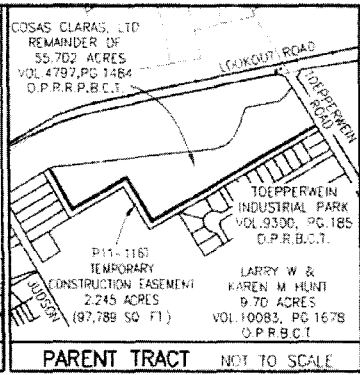 COSAS CLARAS, LTD
REMAINDER OF
55.702 ACRES
VOL.4797,PG 1484
O.P.R.R.P.B.C.T.
LOOKOUT ROAD
TOEPPERWEIN
ROAD
TOEPPERWEIN
INDUSTRIAL PARK
VOL.9300, PG.185
D.P.R.B.C.T.
P11-1161
TEMPORARY
CONSTRUCTION EASEMENT
2.245 ACRES
(97,789 SQ FT)
JUDSON
LARRY W &
KAREN M HUNT
9.70 ACRES
VOL.10083, PG 1678
O.P.R.B.C.T
PARENT TRACT NOT TO SCALE